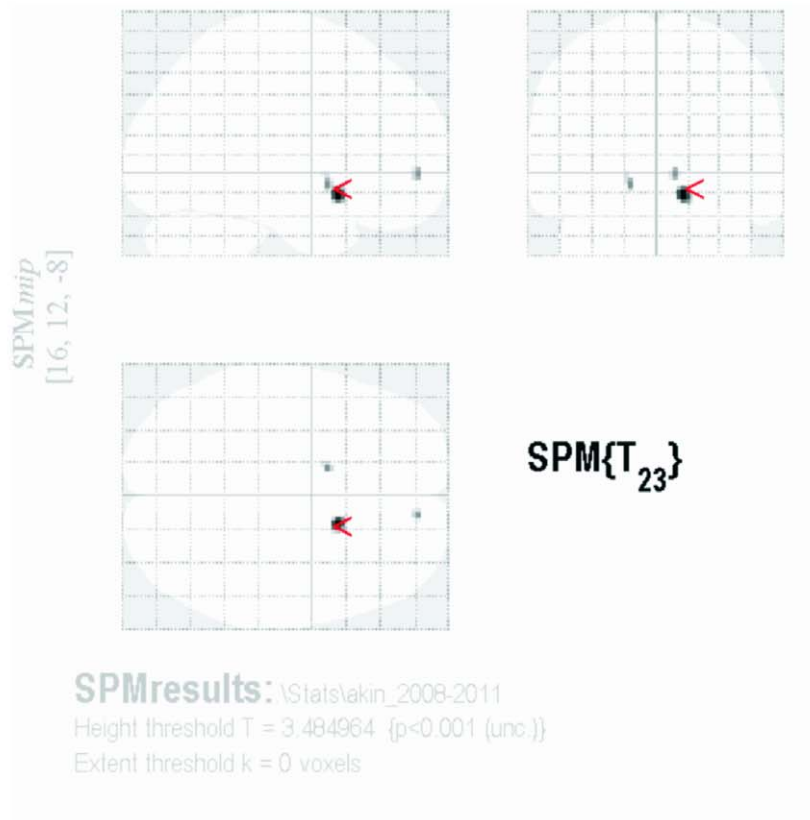 SPMmip
[16, 12, -8]
<
<
<
SPM{T23}
SPMresults: \Stats\akin_2008-2011
Height threshold T = 3.484964 {p<0.001 (unc.)}
Extent threshold k = 0 voxels